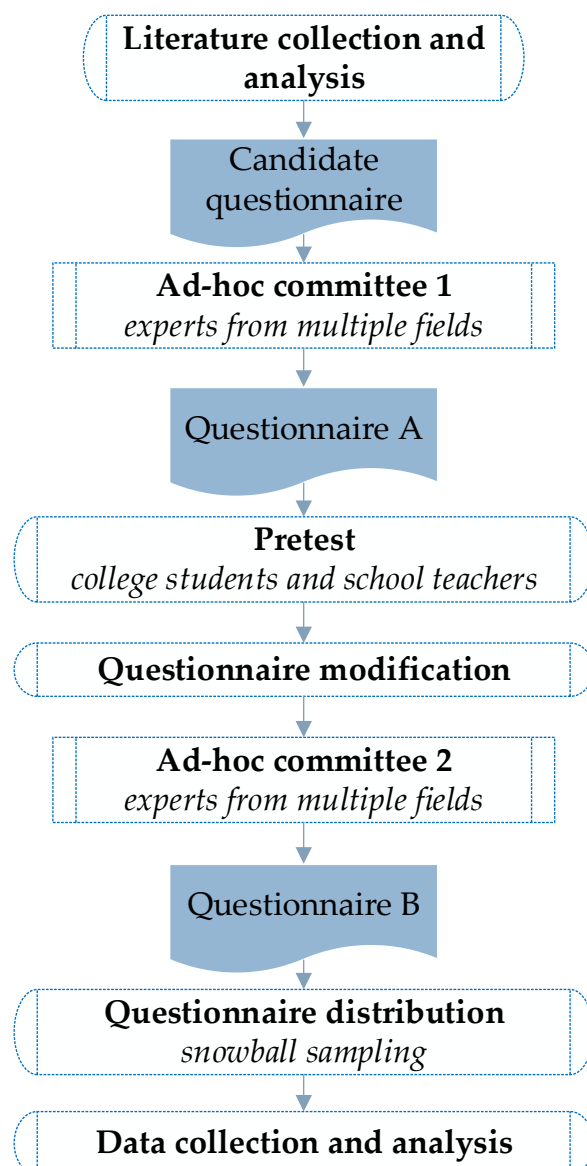 Literature collection and
analysis
Candidate
questionnaire
Ad-hoc committee 1
experts from multiple fields
Questionnaire A
Pretest
college students and school teachers
Questionnaire modification
Ad-hoc committee 2
experts from multiple fields
Questionnaire B
Questionnaire distribution
snowball sampling
Data collection and analysis